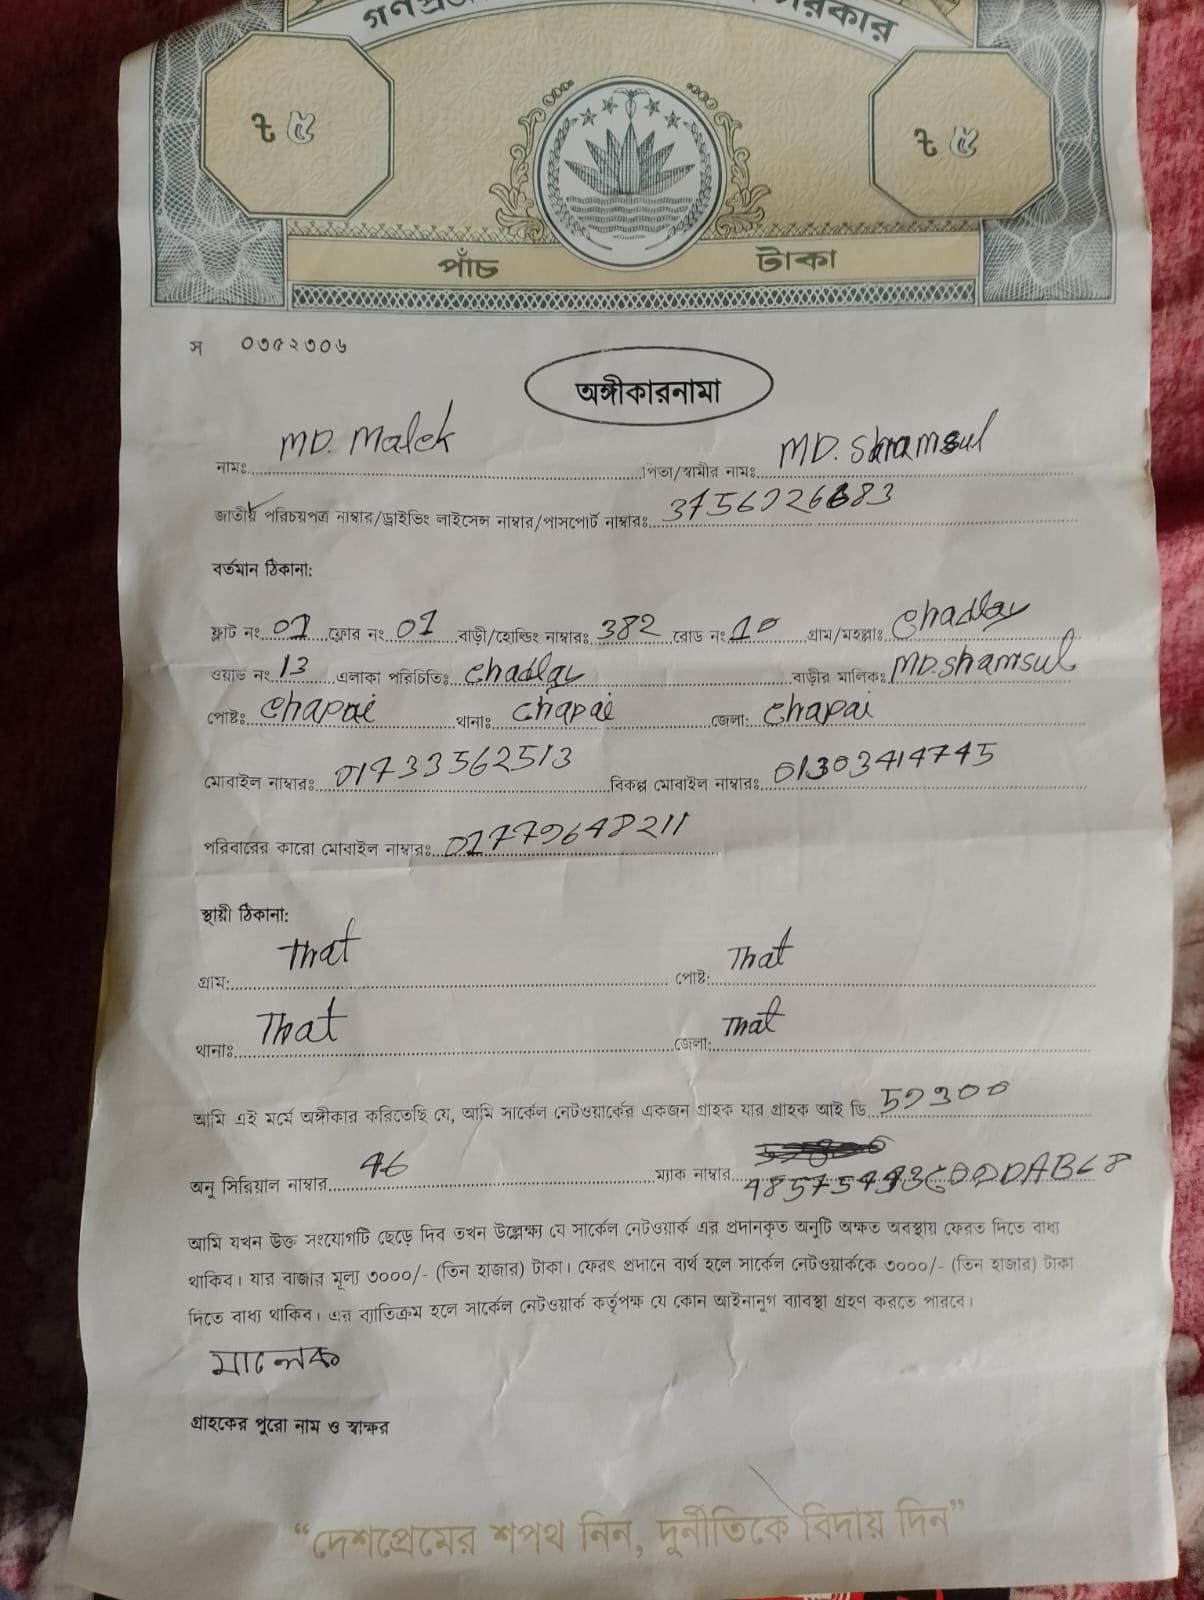 ৳ ৫ ৳ ৫
পাঁচ টাকা
স ০৩৫২৩০৬
অঙ্গীকারনামা
নামঃ MD. Malek পিতা/স্বামীর নামঃ MD. Shamsul
জাতীয় পরিচয়পত্র নাম্বার/ড্রাইভিং লাইসেন্স নাম্বার/পাসপোর্ট নাম্বারঃ
বর্তমান ঠিকানা:
ফ্লাট নং 01 ফ্লোর নং 01 বাড়ী/হোল্ডিং নাম্বারঃ 382 রোড নং 10 গ্রাম/মহল্লাঃ Chadlay
ওয়ার্ড নং 13 এলাকা পরিচিতিঃ Chadlay বাড়ীর মালিকঃ MD. Shamsul
পোষ্টঃ Chapai থানাঃ Chapai জেলা: Chapai
মোবাইল নাম্বারঃ 01733562513 বিকল্প মোবাইল নাম্বারঃ 01303414745
পরিবারের কারো মোবাইল নাম্বারঃ 01779648211
স্থায়ী ঠিকানা:
গ্রাম: That পোষ্ট: That
থানাঃ That জেলা: That
আমি এই মর্মে অঙ্গীকার করিতেছি যে, আমি সার্কেল নেটওয়ার্কের একজন গ্রাহক যার গ্রাহক আই ডি
অনু সিরিয়াল নাম্বার 46 ম্যাক নাম্বার
আমি যখন উক্ত সংযোগটি ছেড়ে দিব তখন উল্লেক্ষ্য যে সার্কেল নেটওয়ার্ক এর প্রদানকৃত অনুটি অক্ষত অবস্থায় ফেরত দিতে বাধ্য
থাকিব। যার বাজার মূল্য ৩০০০/- (তিন হাজার) টাকা। ফেরৎ প্রদানে ব্যর্থ হলে সার্কেল নেটওয়ার্ককে ৩০০০/- (তিন হাজার) টাকা
দিতে বাধ্য থাকিব। এর ব্যাতিক্রম হলে সার্কেল নেটওয়ার্ক কর্তৃপক্ষ যে কোন আইনানুগ ব্যাবস্থা গ্রহণ করতে পারবে।
মালেক
গ্রাহকের পুরো নাম ও স্বাক্ষর
“দেশপ্রেমের শপথ নিন, দুর্নীতিকে বিদায় দিন”